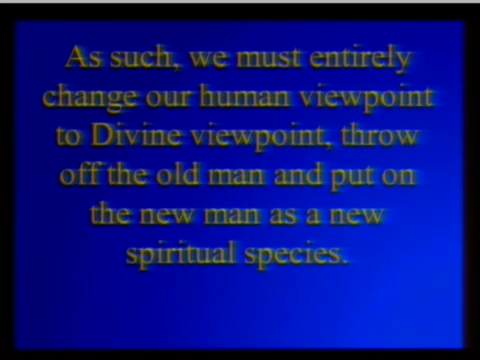 As such, we must entirely
change our human viewpoint
to Divine viewpoint, throw
off the old man and put on
the new man as a new
spiritual species.